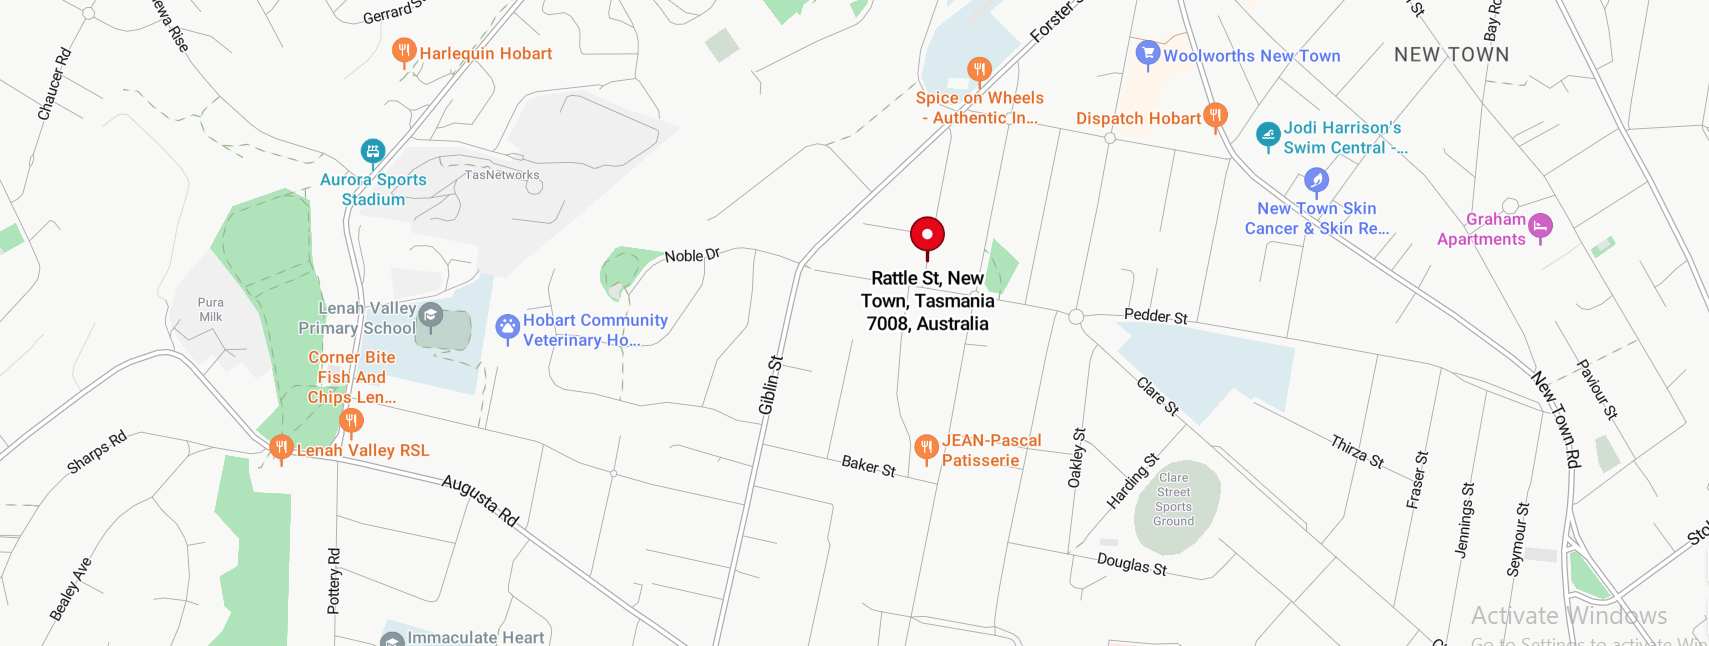 Gerrard St
ewa Rise
Chaucer Rd
Harlequin Hobart
Forster S
Bay Ro
St
Woolworths New Town
NEW TOWN
Spice on Wheels
- Authentic In...
Dispatch Hobart
Jodi Harrison's
Swim Central -...
Aurora Sports
Stadium
TasNetworks
New Town Skin
Cancer & Skin Re...
Graham
Apartments
Noble Dr
Rattle St, New
Town, Tasmania
7008, Australia
Pura
Milk
Lenah Valley
Primary School
Hobart Community
Veterinary Ho...
Pedder St
Corner Bite
Fish And
Chips Len...
Giblin St
Clare St
New Town Rd
Paviour St
Sharps Rd
Lenah Valley RSL
JEAN-Pascal
Patisserie
Baker St
Oakley St
Harding St
Thirza St
Fraser St
Augusta Rd
Clare
Street
Sports
Ground
Jennings St
Seymour St
Sto
Bealey Ave
Pottery Rd
Douglas St
Immaculate Heart
Activate Windows
Go to Settings to activate Win